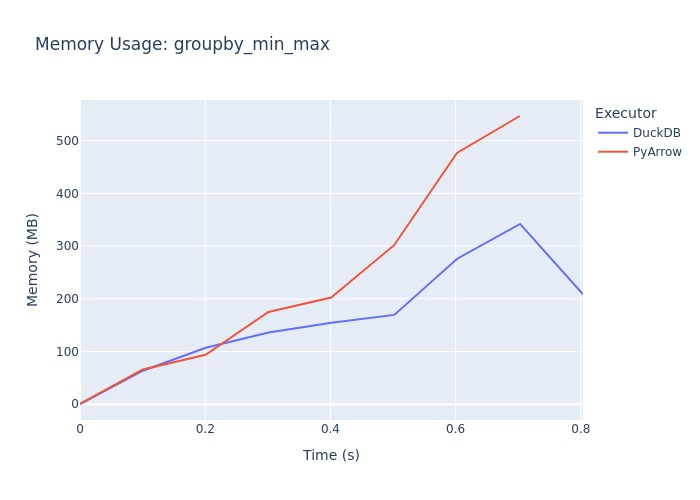 Memory Usage: groupby_min_max
Executor
DuckDB
PyArrow
Memory (MB)
500
400
300
200
100
0
0
0.2
0.4
0.6
0.8
Time (s)